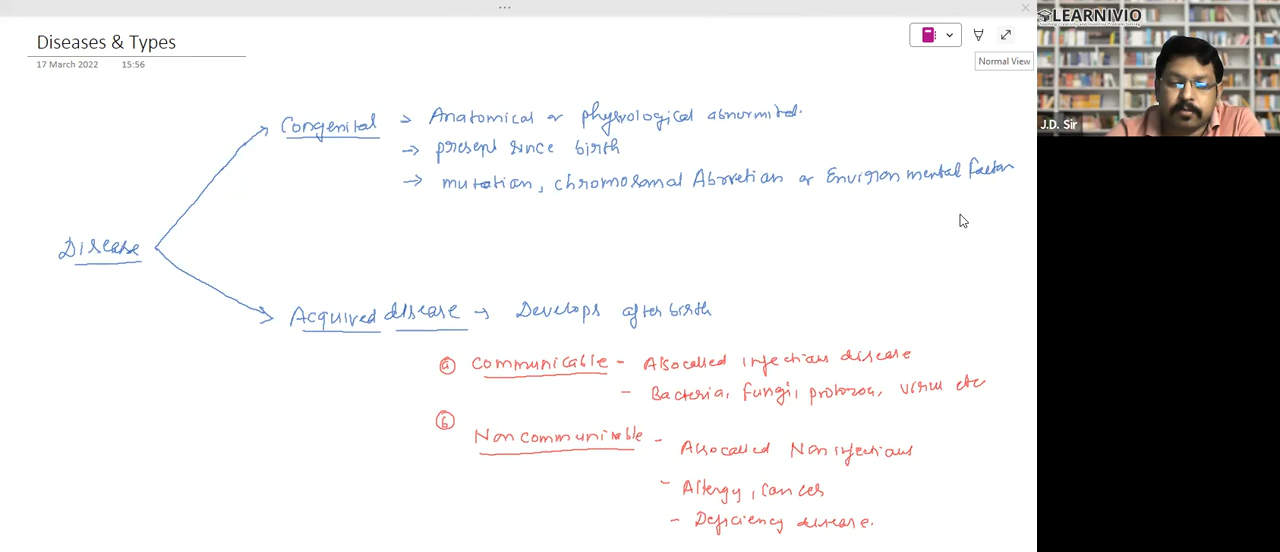 LEARNIVIO
Diseases & Types
17 March 2022 15:56
Normal View
J.D. Sir
Congenital → Anatomical or physiological abnormital.
→ present since birth
→ mutation, chromosomal Abretian or Environmental factor
Disease
Acquired disease → Develops after birth
a Communicable - Also called infectious disease
- Bacteria, Fungi, protozoa, virus etc
b Non communicable - Also called Non infectious
- Allergy, Cancer
- Deficiency disease.